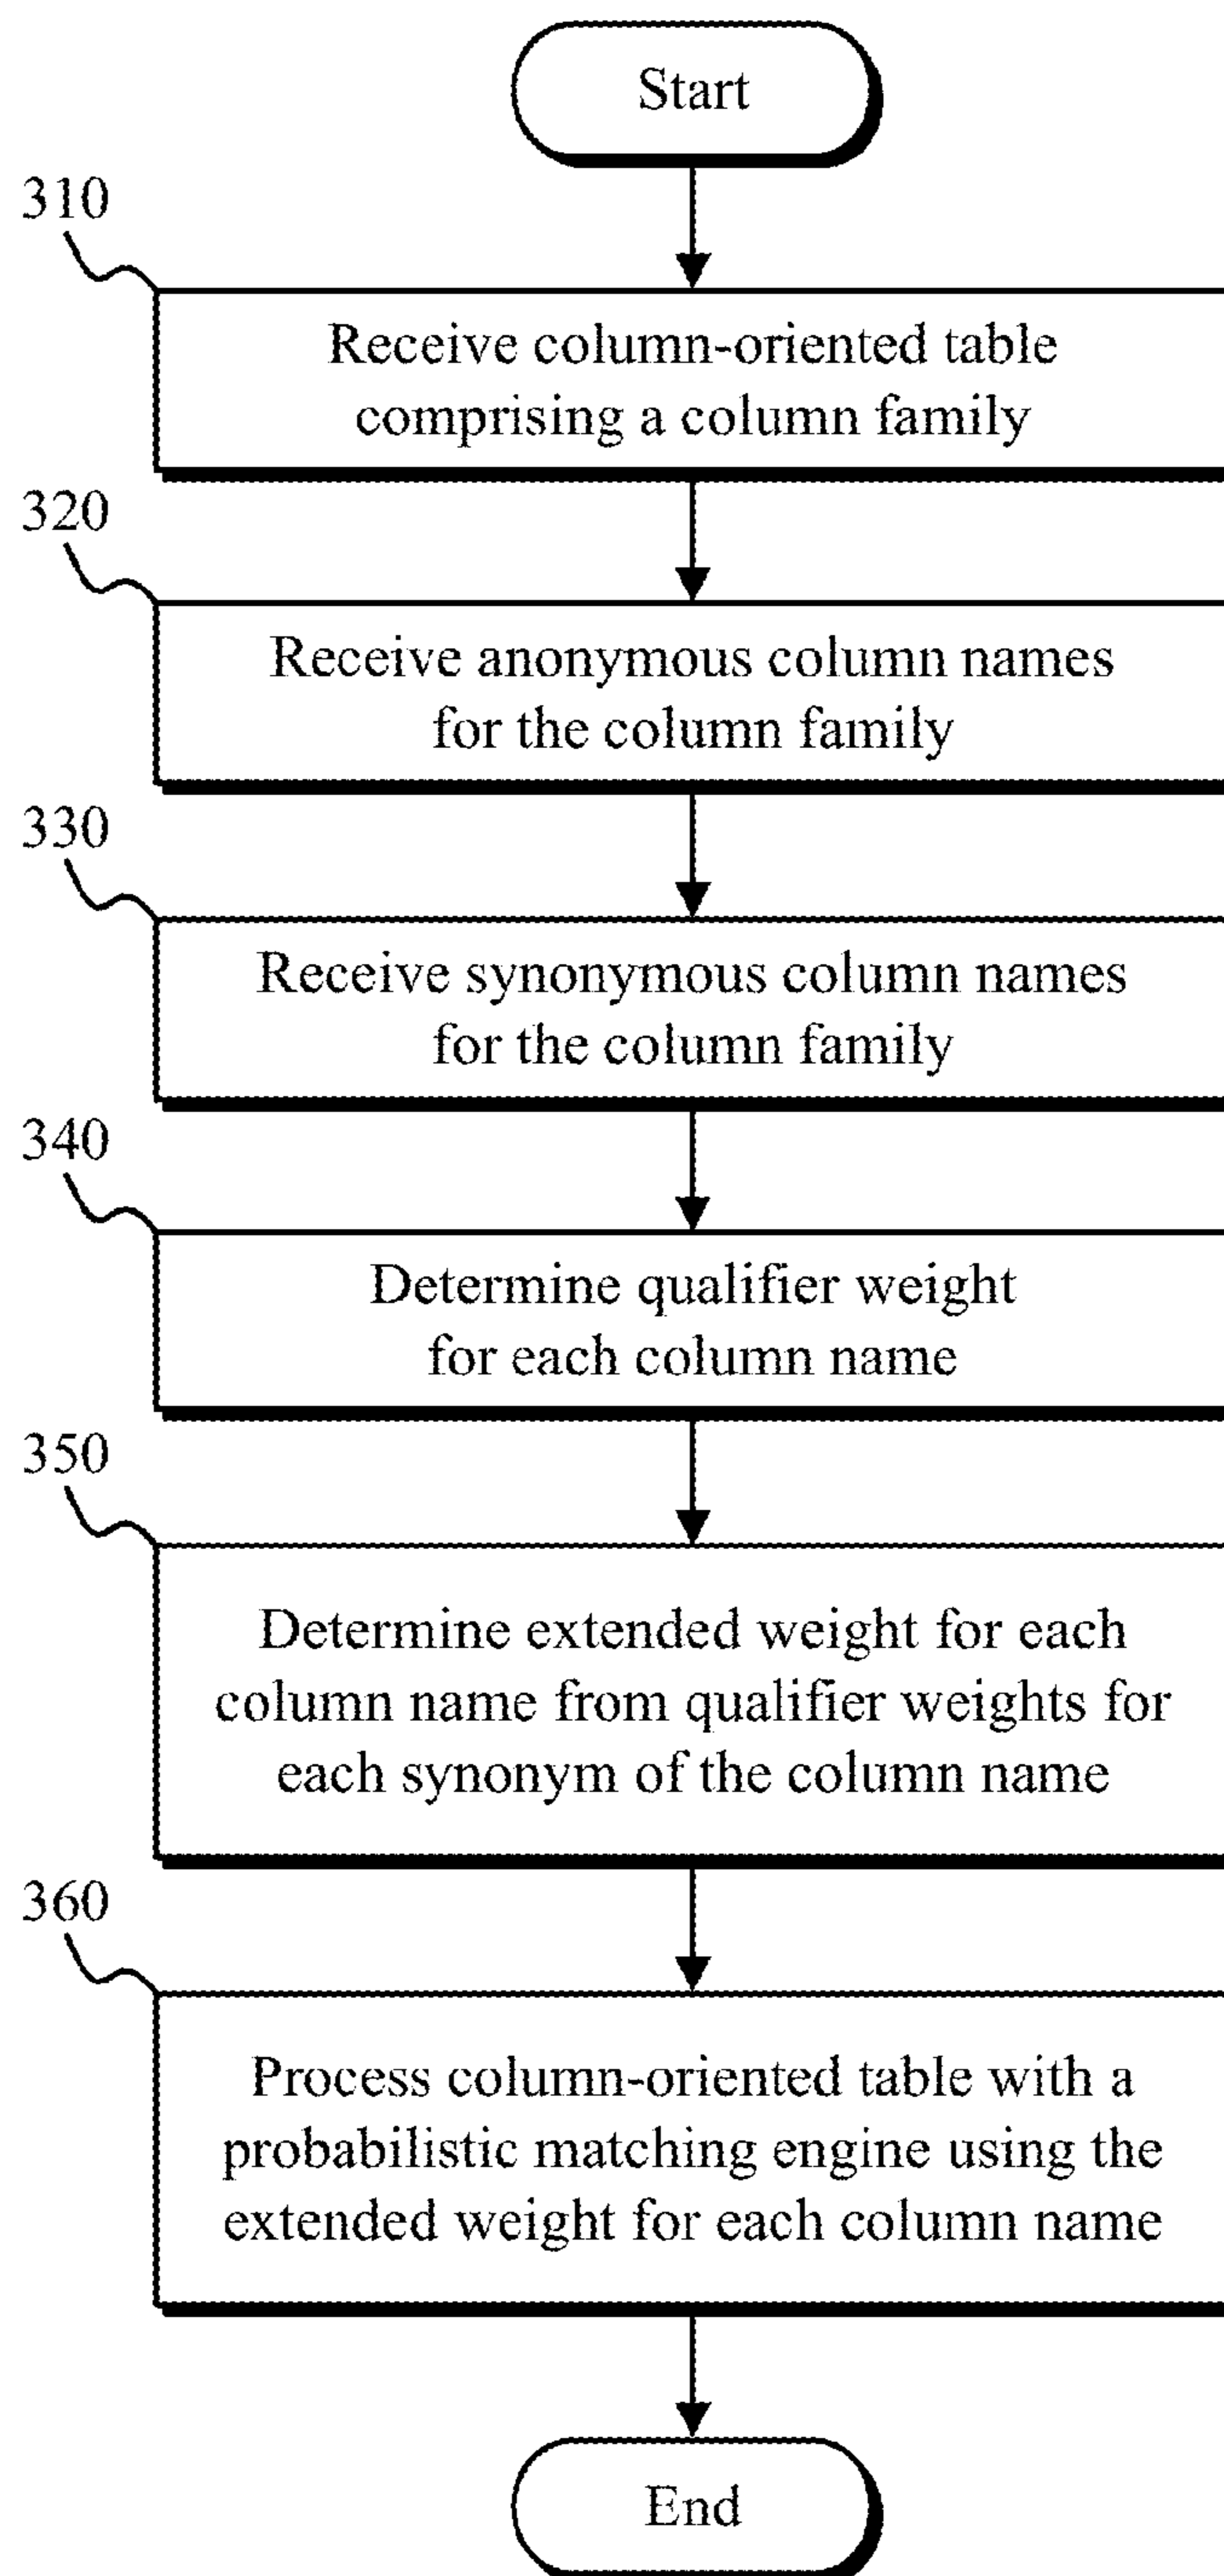 Start
310
Receive column-oriented table
comprising a column family
320
Receive anonymous column names
for the column family
330
Receive synonymous column names
for the column family
340
Determine qualifier weight
for each column name
350
Determine extended weight for each
column name from qualifier weights for
each synonym of the column name
360
Process column-oriented table with a
probabilistic matching engine using the
extended weight for each column name
End